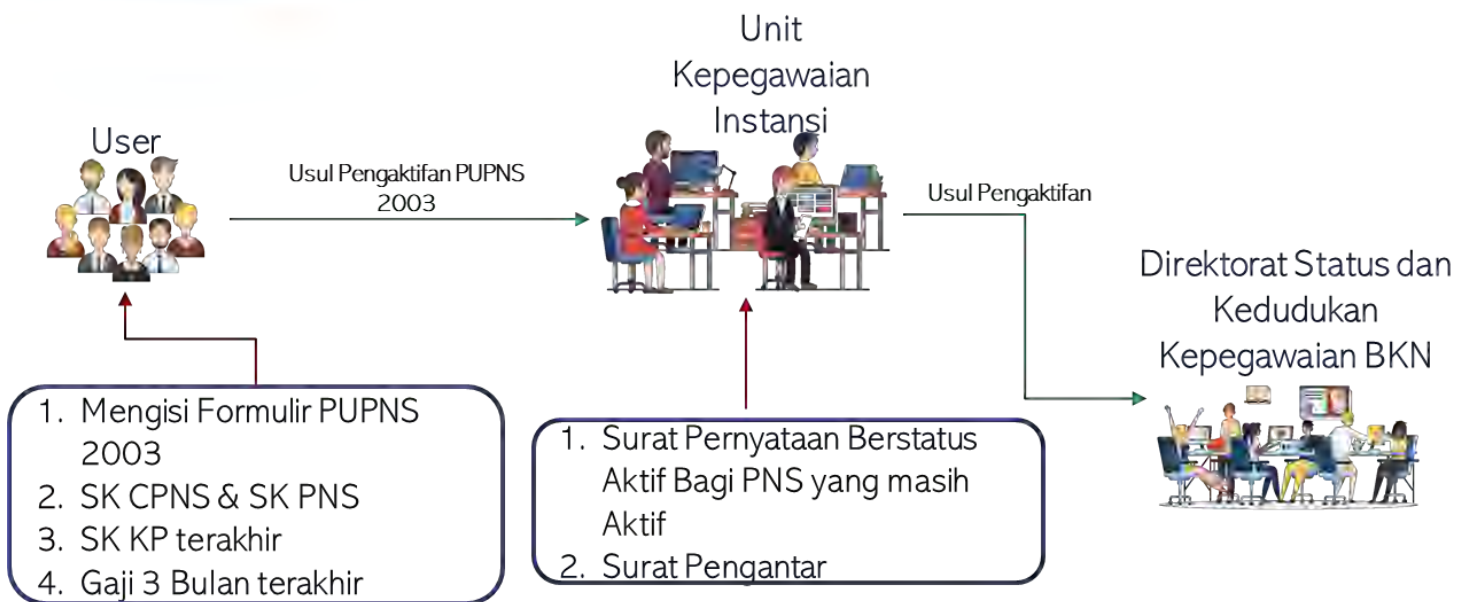 Unit
Kepegawaian
Instansi
User
Usul Pengaktifan PUPNS
2003
Usul Pengaktifan
Direktorat Status dan
Kedudukan
Kepegawaian BKN
1. Mengisi Formulir PUPNS
2003
2. SK CPNS & SK PNS
3. SK KP terakhir
4. Gaji 3 Bulan terakhir
1. Surat Pernyataan Berstatus
Aktif Bagi PNS yang masih
Aktif
2. Surat Pengantar